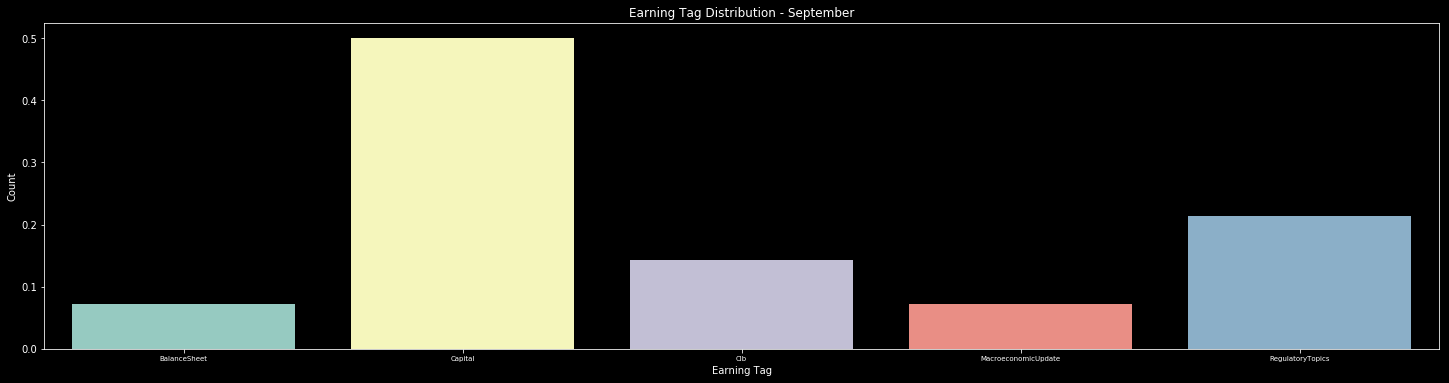 Earning Tag Distribution - September
Count
0.5
0.4
0.3
0.2
0.1
0.0
BalanceSheet Capital Cib MacroeconomicUpdate RegulatoryTopics
Earning Tag